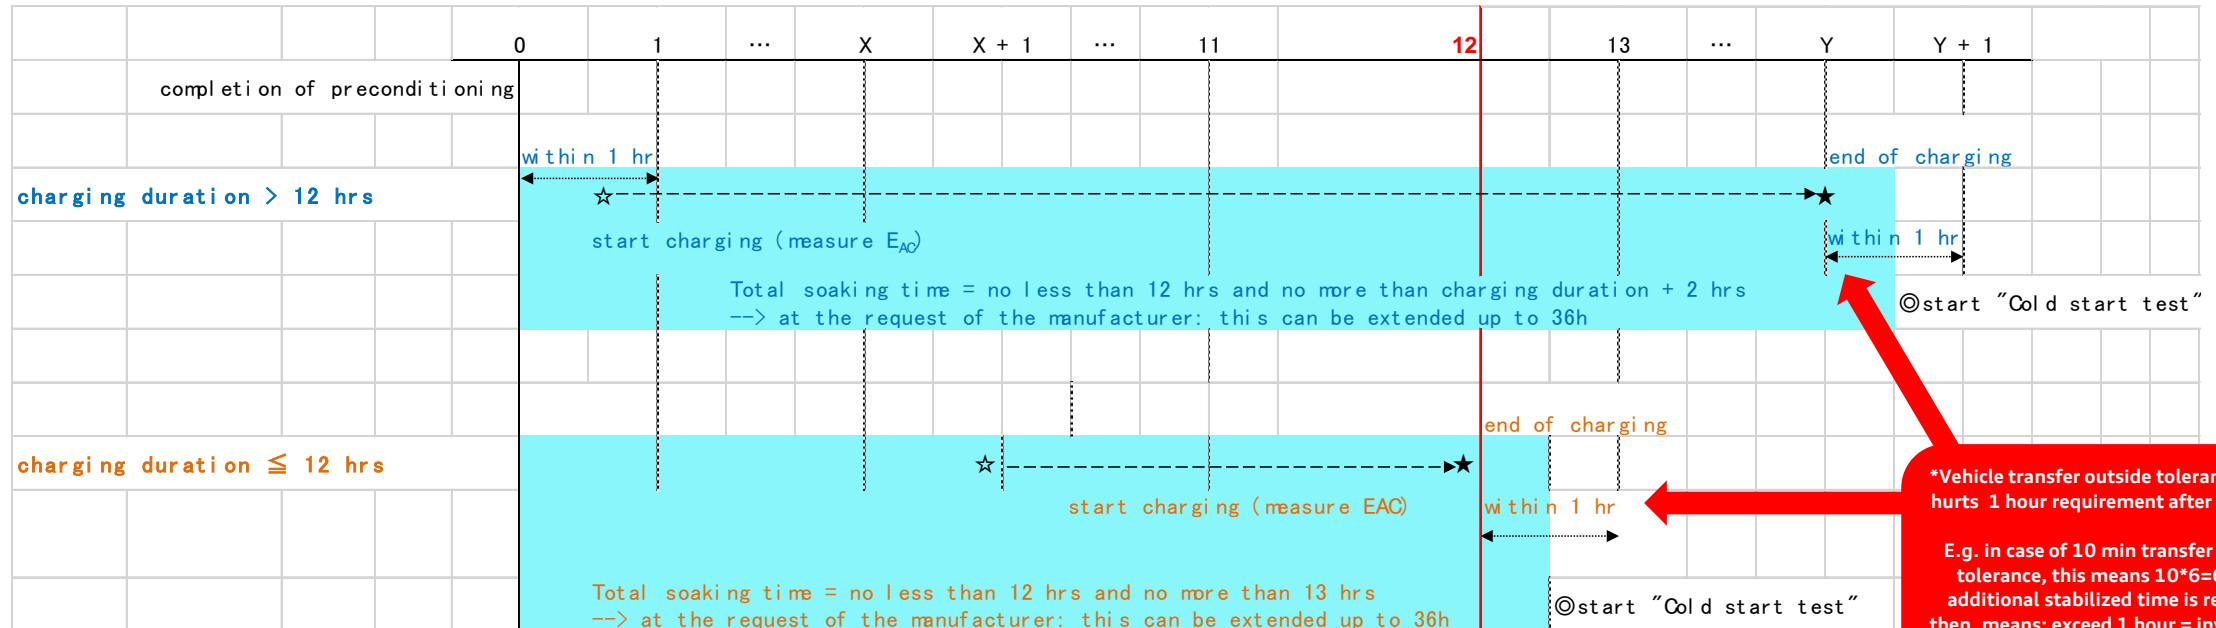 0 1 … X X + 1 … 11 12 13 … Y Y + 1
completion of preconditioning
within 1 hr
end of charging
charging duration > 12 hrs
☆ ★
start charging (measure EAC)
within 1 hr
Total soaking time = no less than 12 hrs and no more than charging duration + 2 hrs
--> at the request of the manufacturer: this can be extended up to 36h
◎start "Cold start test"
end of charging
charging duration ≦ 12 hrs
☆ ★
start charging (measure EAC)
within 1 hr
Total soaking time = no less than 12 hrs and no more than 13 hrs
--> at the request of the manufacturer: this can be extended up to 36h
◎start "Cold start test"
*Vehicle transfer outside
hurts 1 hour requirement after
E.g. in case of 10 min transfer
tolerance, this means
additional stabilized time is
then means: exceed 1 hour =